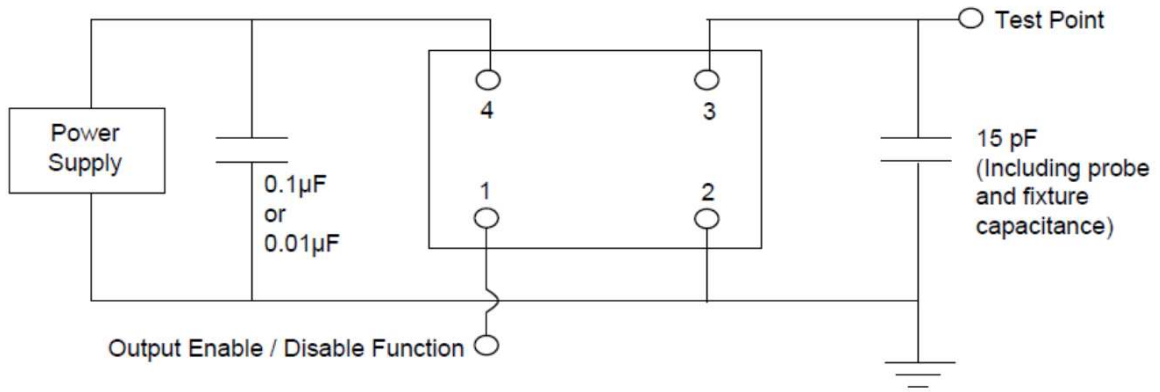 Test Point
Power
Supply
4
3
0.1µF
or
0.01µF
1
2
15 pF
(Including probe
and fixture
capacitance)
Output Enable / Disable Function